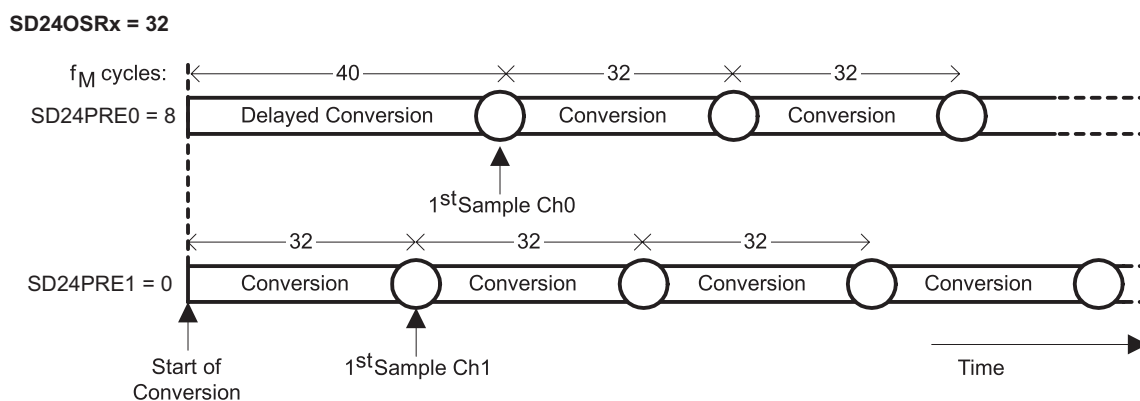 SD24OSRx = 32
fM cycles: 40 32 32
SD24PRE0 = 8 Delayed Conversion Conversion Conversion
1st Sample Ch0
32 32 32
SD24PRE1 = 0 Conversion Conversion Conversion Conversion
Start of
Conversion
1st Sample Ch1
Time